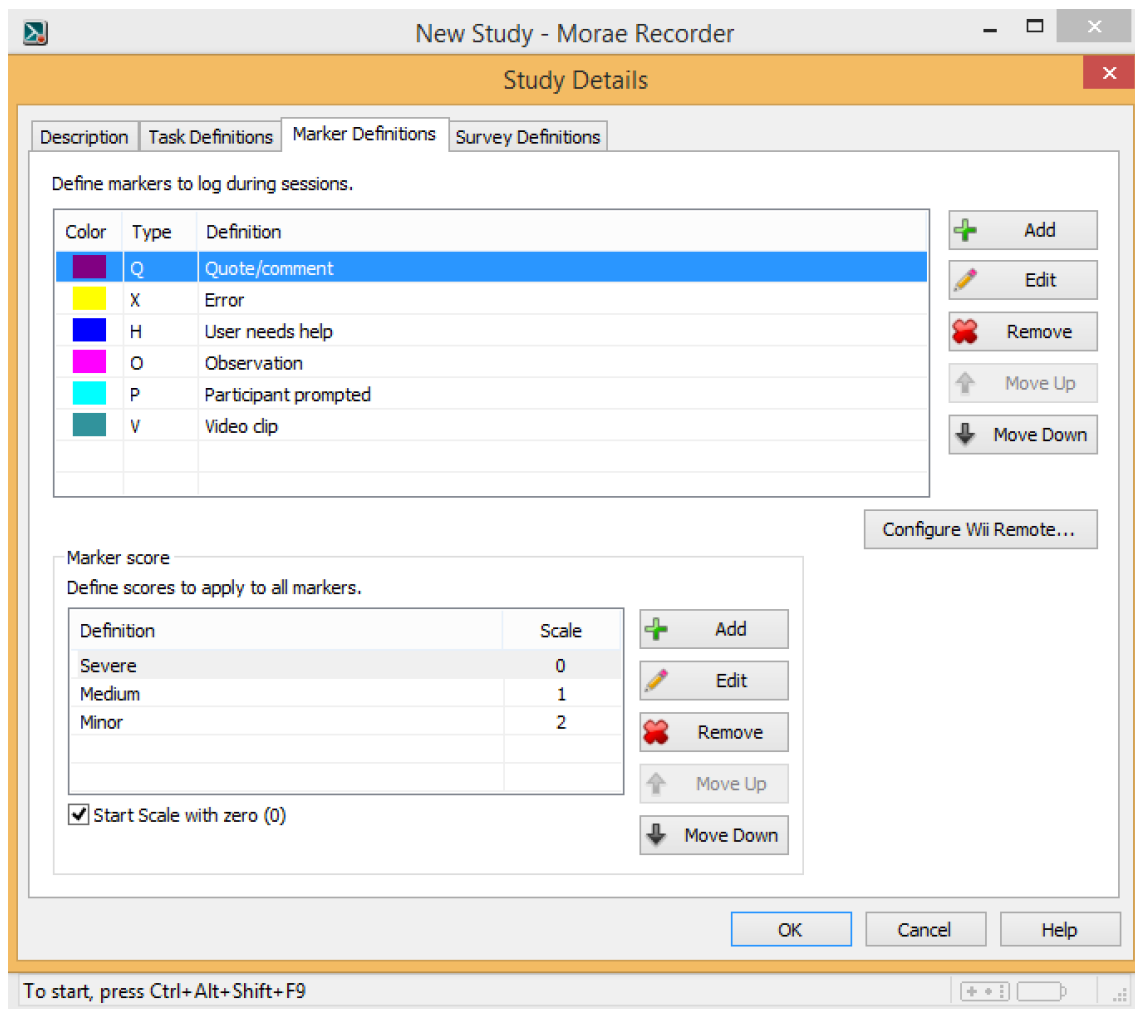 New Study - Morae Recorder
Study Details
Description Task Definitions Marker Definitions Survey Definitions
Define markers to log during sessions.
Color Type Definition
Q Quote/comment
X Error
H User needs help
O Observation
P Participant prompted
V Video clip
Add
Edit
Remove
Move Up
Move Down
Configure Wii Remote...
Marker score
Define scores to apply to all markers.
Definition Scale
Severe 0
Medium 1
Minor 2
Start Scale with zero (0)
Add
Edit
Remove
Move Up
Move Down
OK Cancel Help
To start, press Ctrl+Alt+Shift+F9